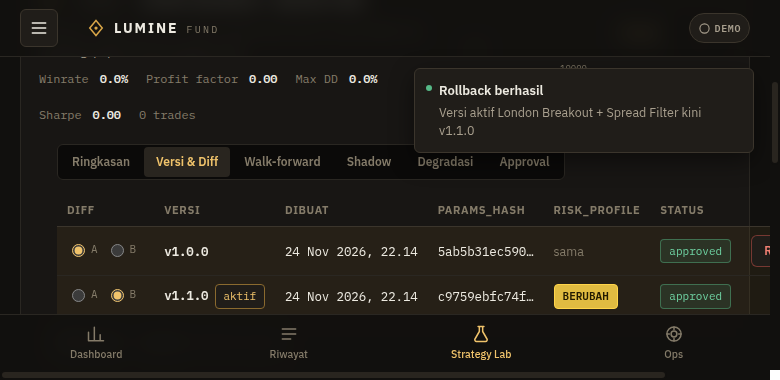 LUMINE FUND
DEMO
Winrate 0.0% Profit factor 0.00 Max DD 0.0%
Sharpe 0.00 0 trades
Rollback berhasil
Versi aktif London Breakout + Spread Filter kini
v1.1.0
Ringkasan Versi & Diff Walk-forward Shadow Degradasi Approval
DIFF VERSI DIBUAT PARAMS_HASH RISK_PROFILE STATUS
A B v1.0.0 24 Nov 2026, 22.14 5ab5b31ec590… sama approved
A B v1.1.0 aktif 24 Nov 2026, 22.14 c9759ebfc74f… BERUBAH approved
Dashboard Riwayat Strategy Lab Ops